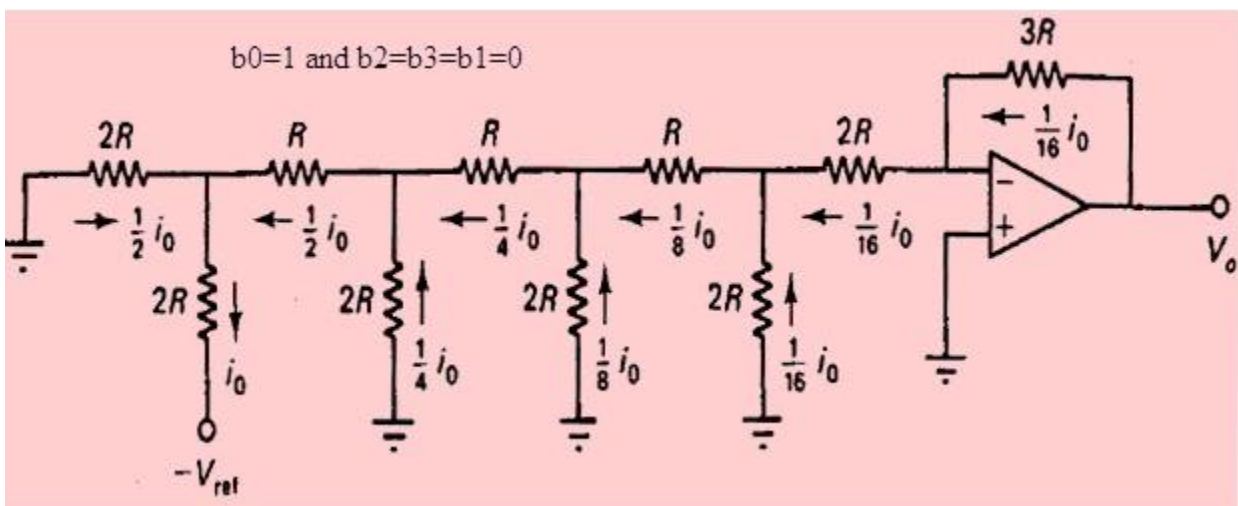 b0=1 and b2=b3=b1=0
3R
1/16 i0
2R
R
R
R
2R
1/2 i0
1/2 i0
1/4 i0
1/8 i0
1/16 i0
−
+
Vo
2R
2R
2R
2R
i0
1/4 i0
1/8 i0
1/16 i0
−Vref